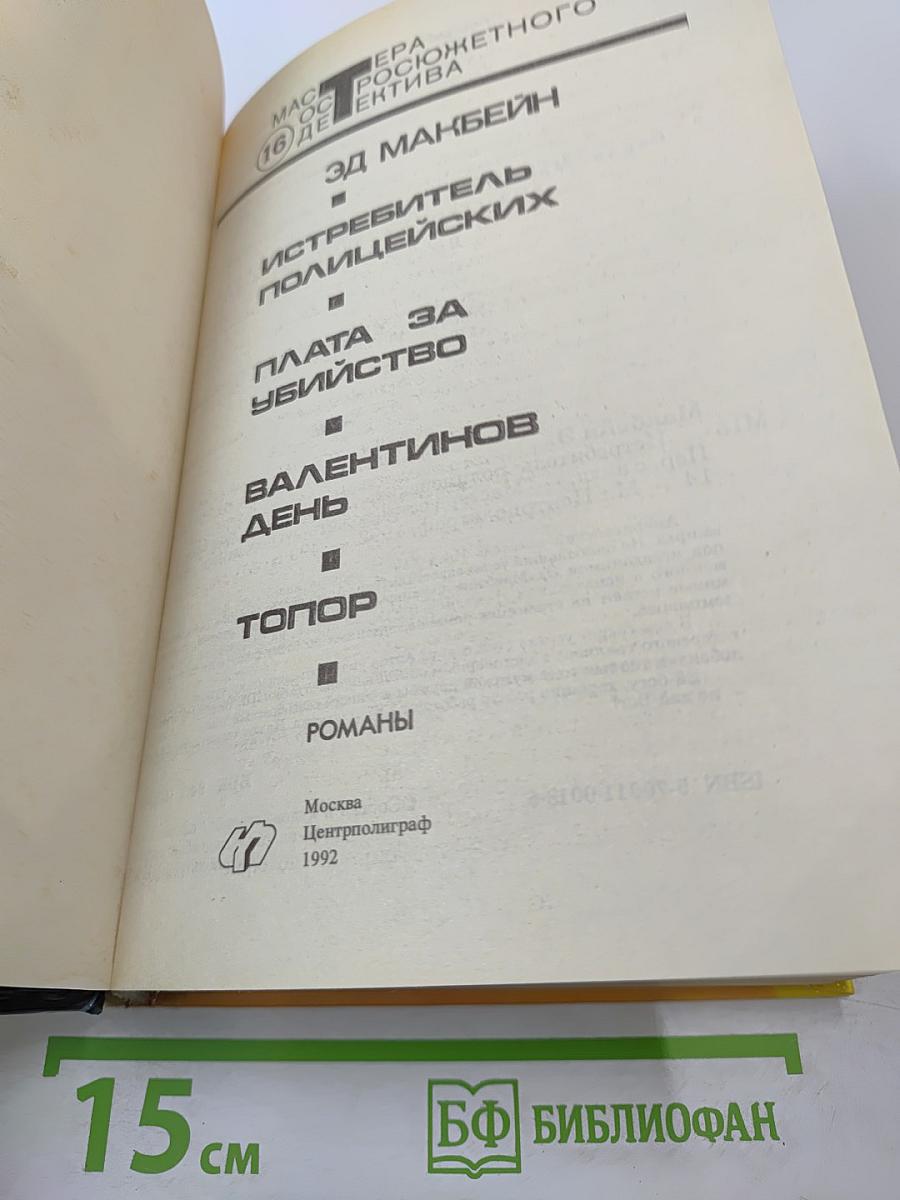 МАСТЕРА
ОСТРОСЮЖЕТНОГО
ДЕТЕКТИВА
16
ЭД МАКБЕЙН
ИСТРЕБИТЕЛЬ
ПОЛИЦЕЙСКИХ
ПЛАТА ЗА
УБИЙСТВО
ВАЛЕНТИНОВ
ДЕНЬ
ТОПОР
РОМАНЫ
Москва
Центрполиграф
1992
15 см
БФ БИБЛИОФАН